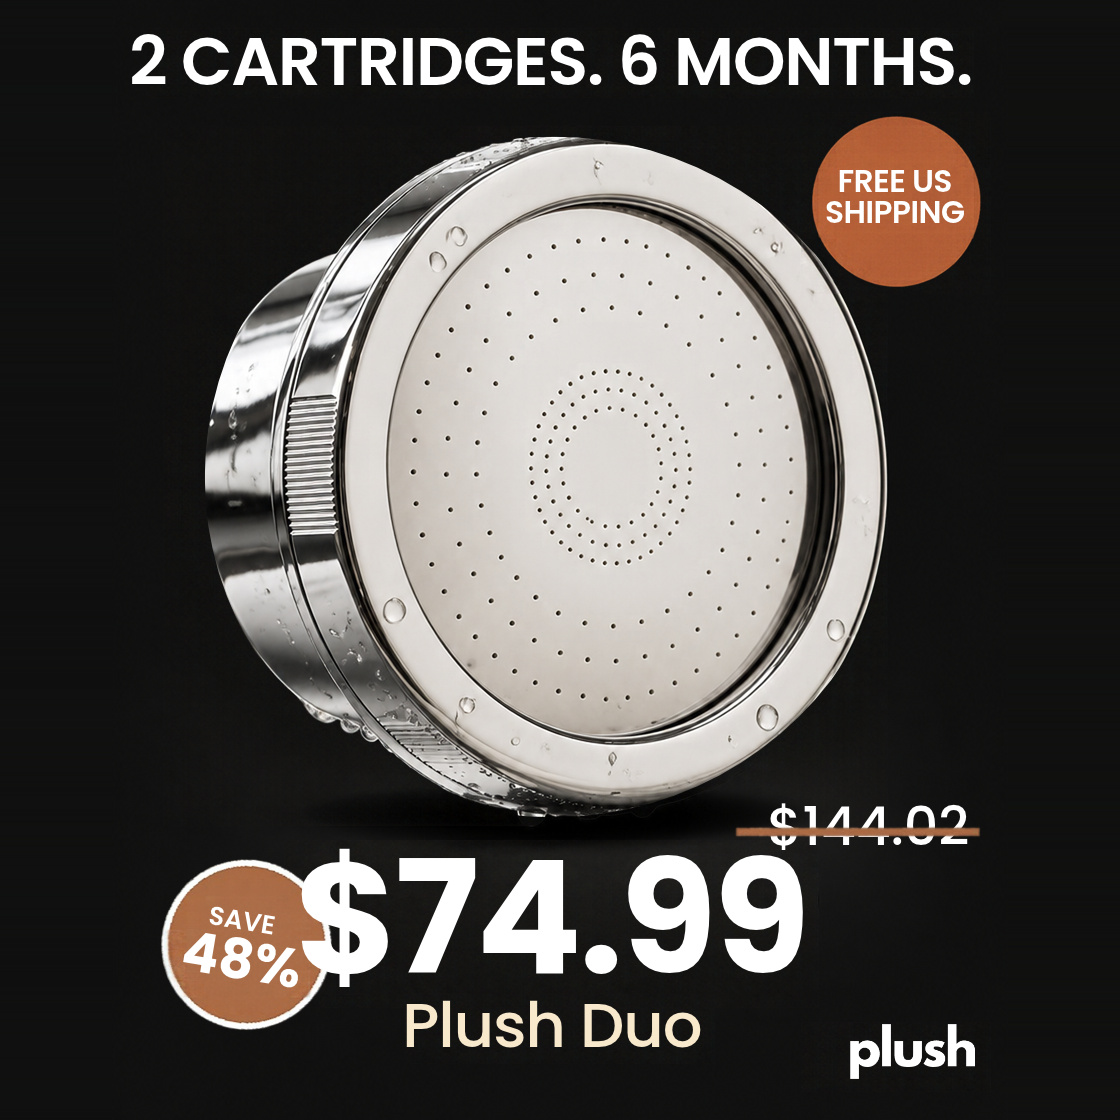 2 CARTRIDGES. 6 MONTHS.
FREE US
SHIPPING
$144.02
$74.99
SAVE
48%
Plush Duo
plush